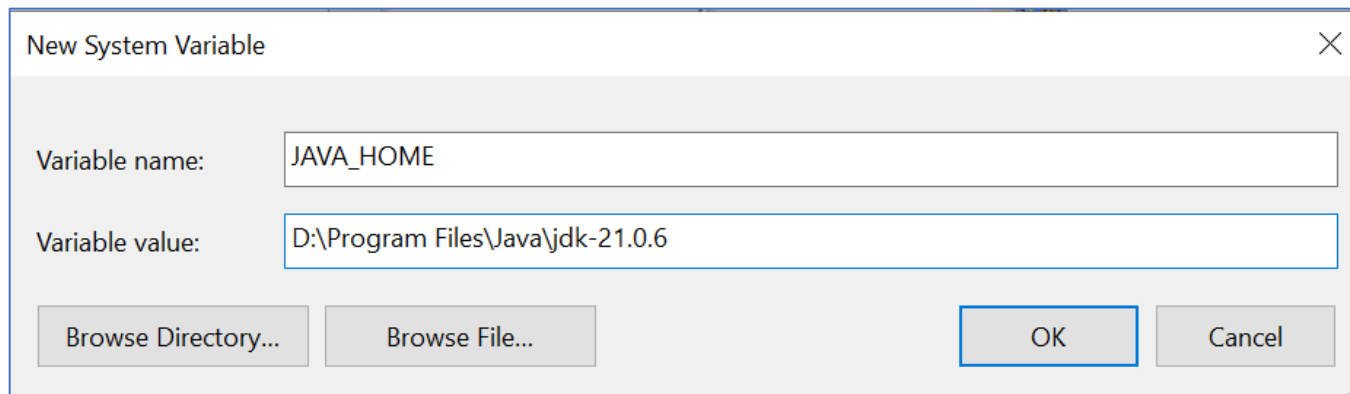 New System Variable
Variable name: JAVA_HOME
Variable value: D:\Program Files\Java\jdk-21.0.6
Browse Directory... Browse File... OK Cancel